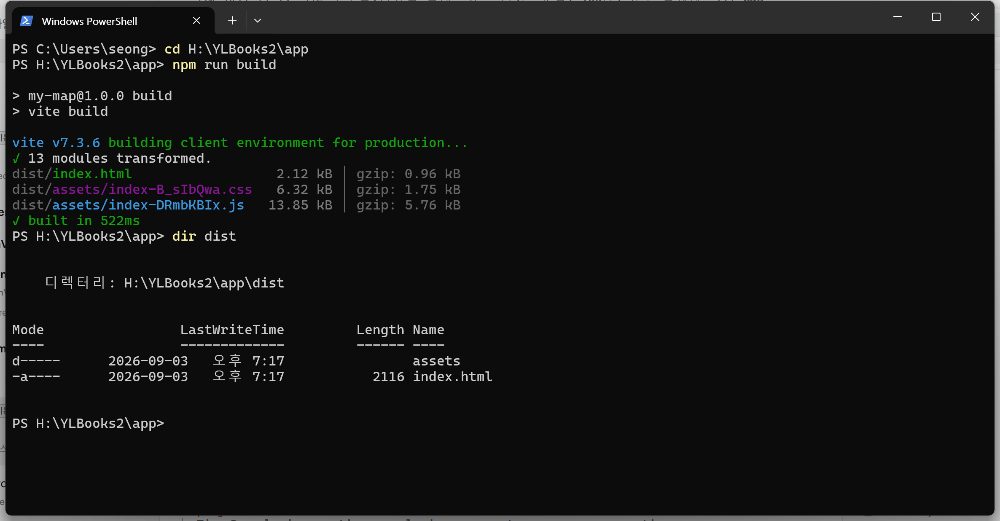 Windows PowerShell
PS C:\Users\seong> cd H:\YLBooks2\app
PS H:\YLBooks2\app> npm run build
> my-map@1.0.0 build
> vite build
vite v7.3.6 building client environment for production...
√ 13 modules transformed.
dist/index.html 2.12 kB │ gzip: 0.96 kB
dist/assets/index-B_sIbQwa.css 6.32 kB │ gzip: 1.75 kB
dist/assets/index-DRmbKBIx.js 13.85 kB │ gzip: 5.76 kB
√ built in 522ms
PS H:\YLBooks2\app> dir dist
디렉터리: H:\YLBooks2\app\dist
Mode LastWriteTime Length Name
---- ------------- ------ ----
d----- 2026-09-03 오후 7:17 assets
-a---- 2026-09-03 오후 7:17 2116 index.html
PS H:\YLBooks2\app>